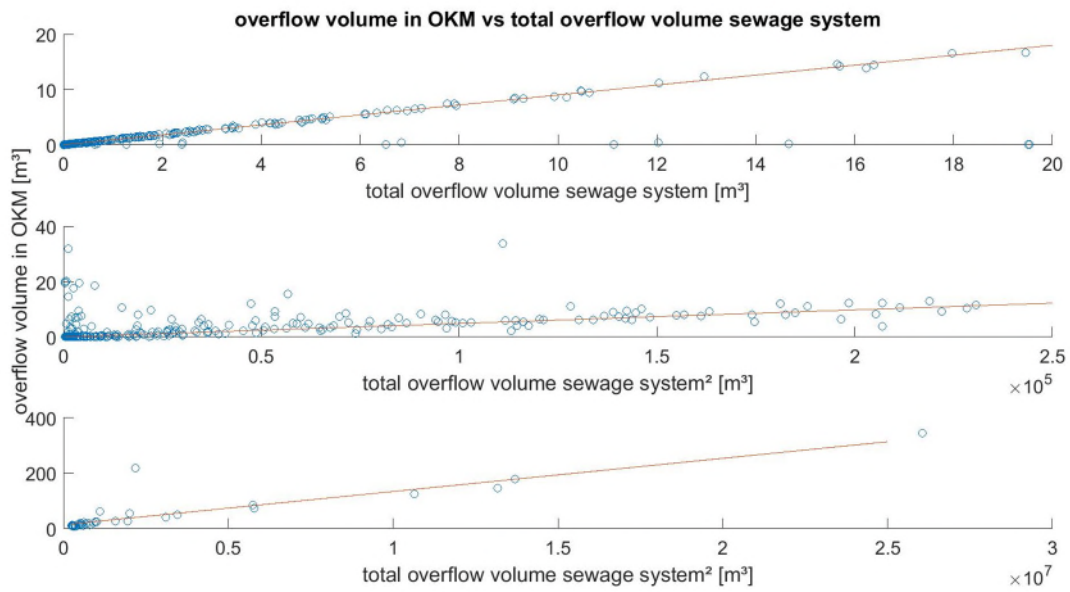 overflow volume in OKM vs total overflow volume sewage system
overflow volume in OKM [m³]
20
10
0
0 2 4 6 8 10 12 14 16 18 20
total overflow volume sewage system [m³]
40
20
0
0 0.5 1 1.5 2 2.5
total overflow volume sewage system² [m³]
×10⁵
400
200
0
0 0.5 1 1.5 2 2.5 3
total overflow volume sewage system² [m³]
×10⁷